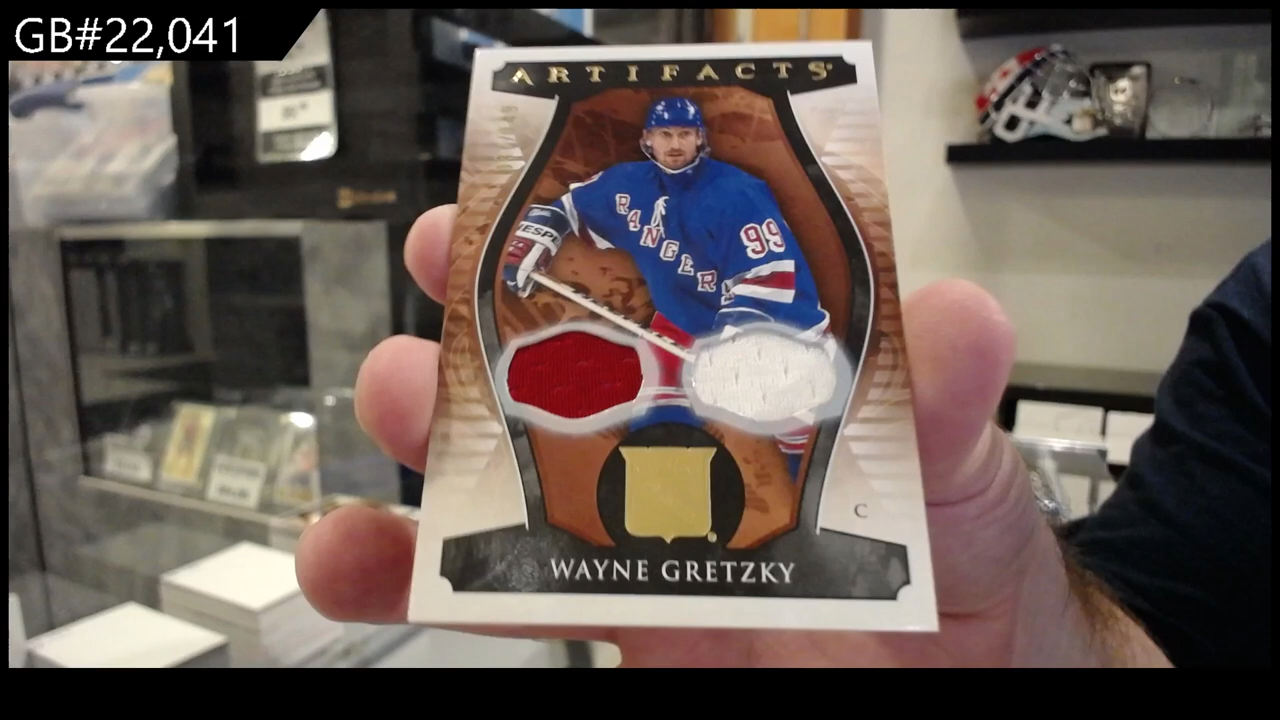 GB#22,041
ARTIFACTS
RANGERS
99
WAYNE GRETZKY
C